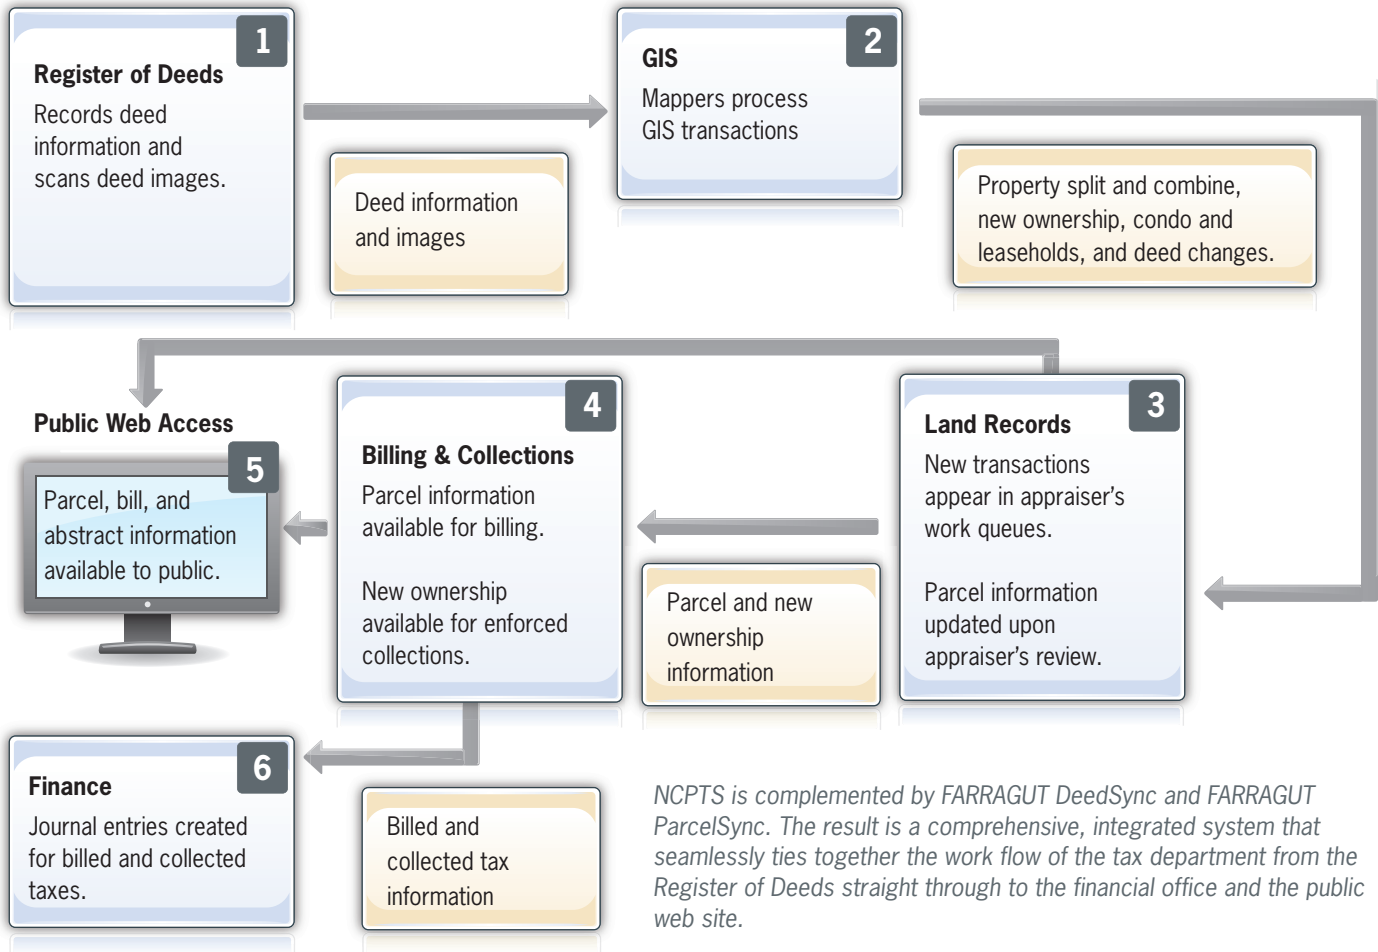 1
Register of Deeds
Records deed
information and
scans deed images.
Deed information
and images
2
GIS
Mappers process
GIS transactions
Property split and combine,
new ownership, condo and
leaseholds, and deed changes.
3
Land Records
New transactions
appear in appraiser’s
work queues.
Parcel information
updated upon
appraiser’s review.
Parcel and new
ownership
information
4
Billing & Collections
Parcel information
available for billing.
New ownership
available for enforced
collections.
Public Web Access
5
Parcel, bill, and
abstract information
available to public.
6
Finance
Journal entries created
for billed and collected
taxes.
Billed and
collected tax
information
NCPTS is complemented by FARRAGUT DeedSync and FARRAGUT
ParcelSync. The result is a comprehensive, integrated system that
seamlessly ties together the work flow of the tax department from the
Register of Deeds straight through to the financial office and the public
web site.